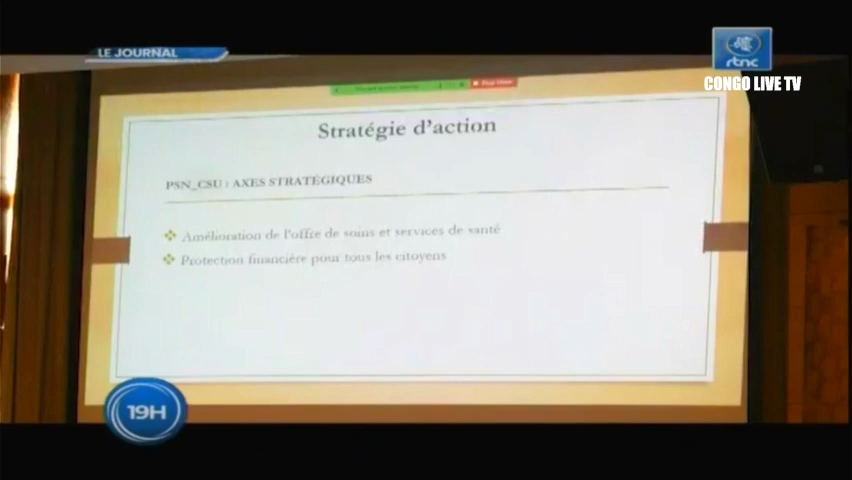 LE JOURNAL
rtnc
CONGO LIVE TV
Stratégie d'action
PSN_CSU : AXES STRATÉGIQUES
Amélioration de l'offre de soins et services de santé
Protection financière pour tous les citoyens
19H